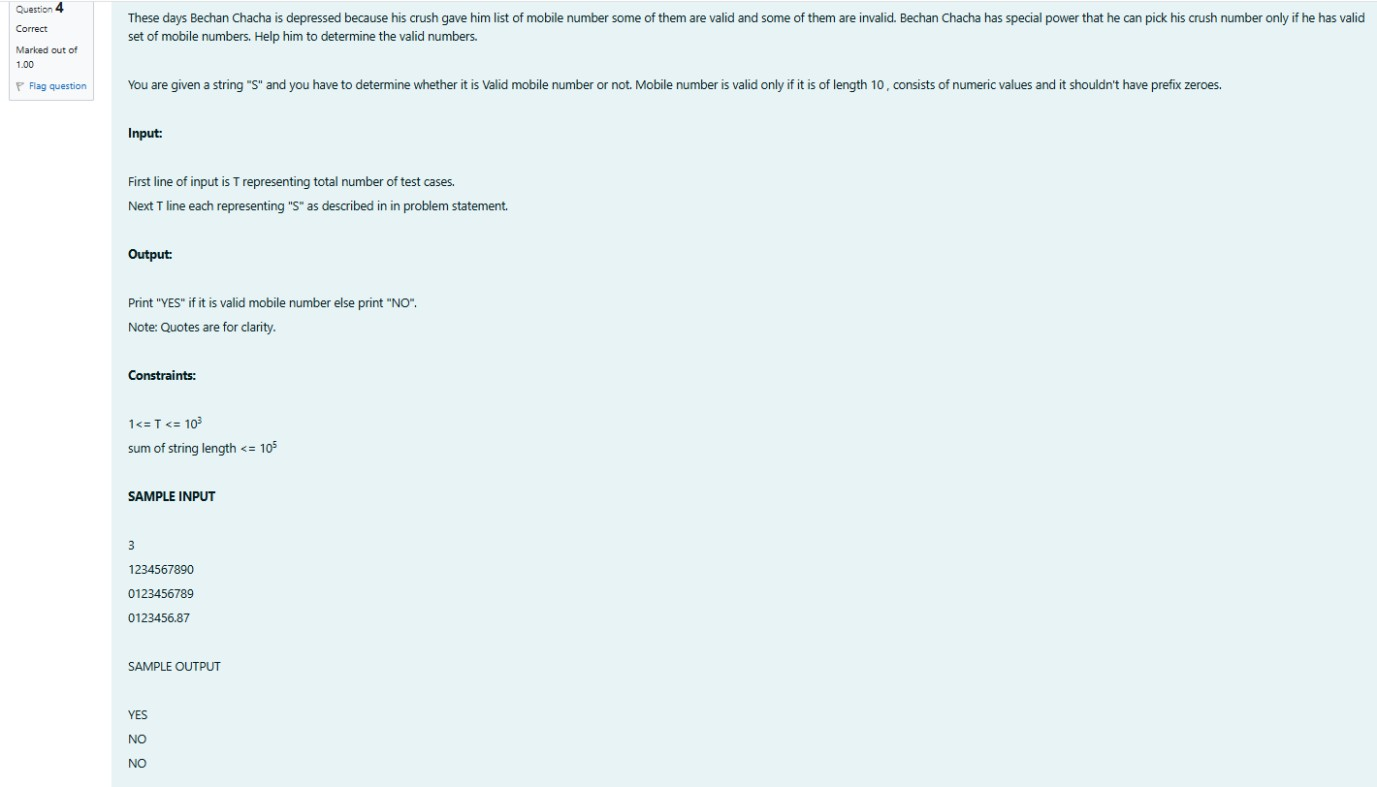 Question 4
Correct
Marked out of
1.00
Flag question
These days Bechan Chacha is depressed because his crush gave him list of mobile number some of them are valid and some of them are invalid. Bechan Chacha has special power that he can pick his crush number only if he has valid
set of mobile numbers. Help him to determine the valid numbers.
You are given a string "S" and you have to determine whether it is Valid mobile number or not. Mobile number is valid only if it is of length 10 , consists of numeric values and it shouldn't have prefix zeroes.
Input:
First line of input is T representing total number of test cases.
Next T line each representing "S" as described in in problem statement.
Output:
Print "YES" if it is valid mobile number else print "NO".
Note: Quotes are for clarity.
Constraints:
1<= T <= 10³
sum of string length <= 10⁵
SAMPLE INPUT
3
1234567890
0123456789
0123456.87
SAMPLE OUTPUT
YES
NO
NO